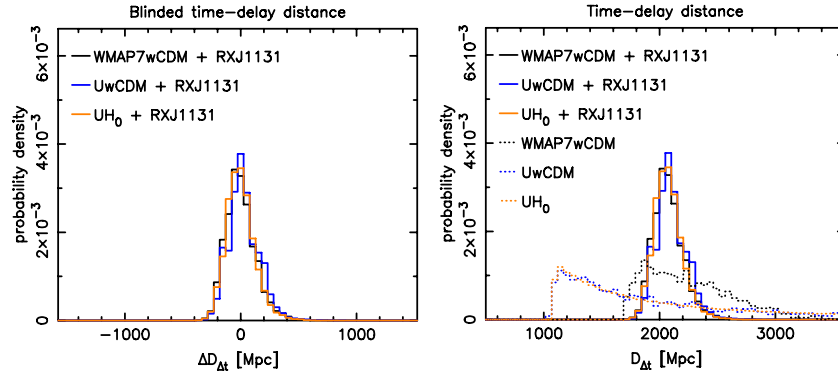 Blinded time-delay distance
WMAP7wCDM + RXJ1131
UwCDM + RXJ1131
UH₀ + RXJ1131
probability density
6×10⁻³
4×10⁻³
2×10⁻³
0
−1000
0
1000
ΔD_Δt [Mpc]
Time-delay distance
WMAP7wCDM + RXJ1131
UwCDM + RXJ1131
UH₀ + RXJ1131
WMAP7wCDM
UwCDM
UH₀
probability density
6×10⁻³
4×10⁻³
2×10⁻³
0
1000
2000
3000
D_Δt [Mpc]